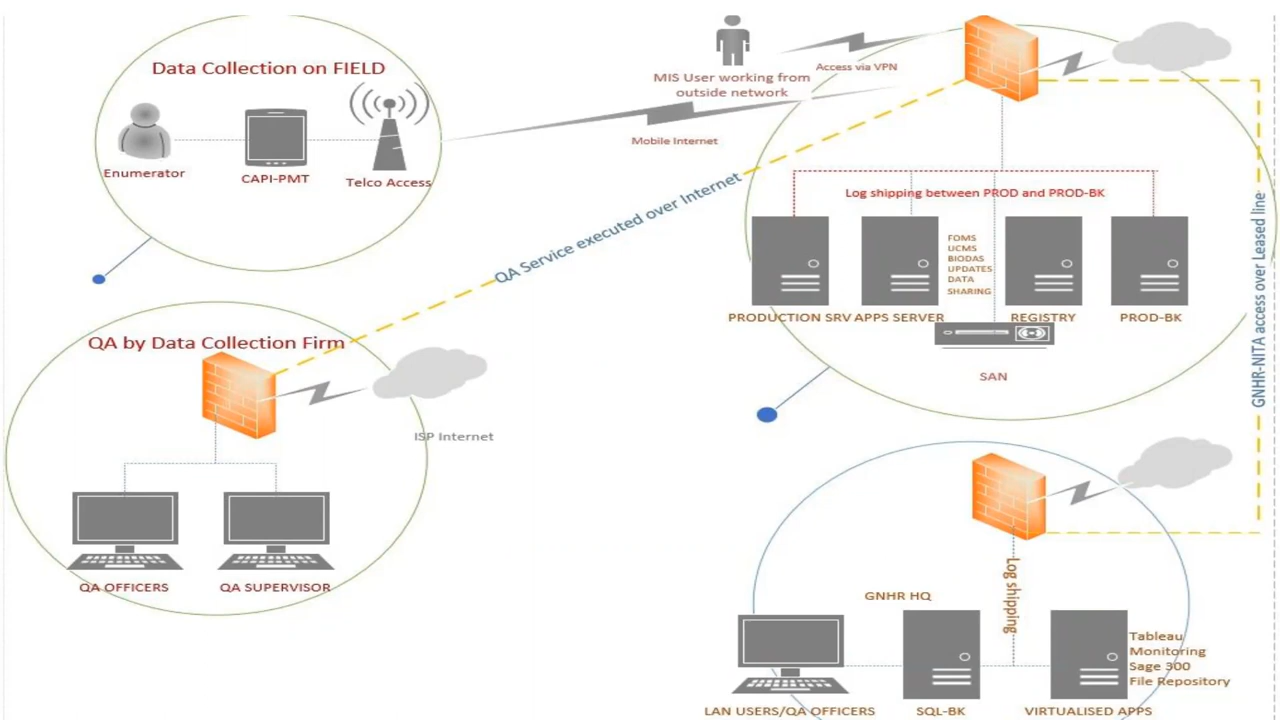 Data Collection on FIELD
Enumerator
CAPI-PMT
Telco Access
MIS User working from
outside network
Access via VPN
Mobile Internet
QA Service executed over Internet
Log shipping between PROD and PROD-BK
FOMS
UCMS
BIODAS
UPDATES
DATA
SHARING
PRODUCTION SRV
APPS SERVER
REGISTRY
PROD-BK
SAN
GNHR-NITA access over Leased line
QA by Data Collection Firm
ISP Internet
QA OFFICERS
QA SUPERVISOR
Log shipping
GNHR HQ
Tableau
Monitoring
Sage 300
File Repository
LAN USERS/QA OFFICERS
SQL-BK
VIRTUALISED APPS